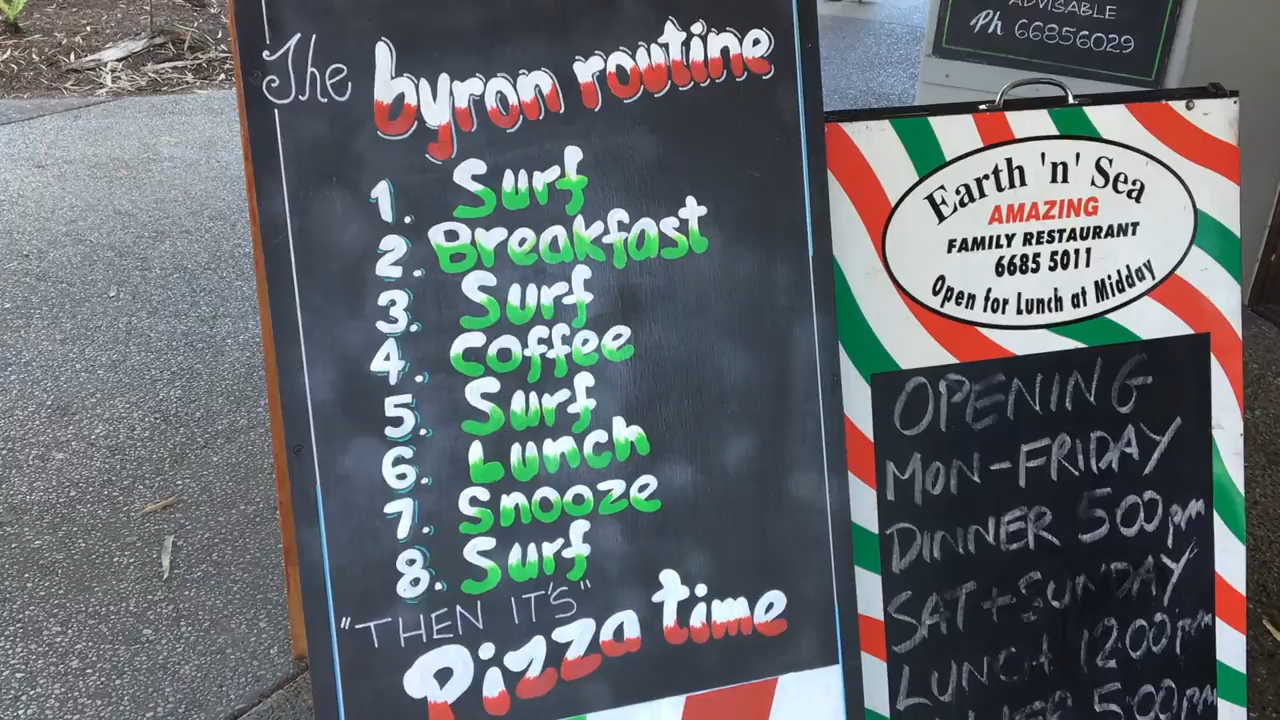 The byron routine
1. Surf
2. Breakfast
3. Surf
4. Coffee
5. Surf
6. Lunch
7. Snooze
8. Surf
"THEN IT'S"
Pizza time
ADVISABLE
Ph 66856029
Earth 'n' Sea
AMAZING
FAMILY RESTAURANT
6685 5011
Open for Lunch at Midday
OPENING
MON-FRIDAY
DINNER 500pm
SAT + SUNDAY
LUNCH 12:00pm
5:00pm